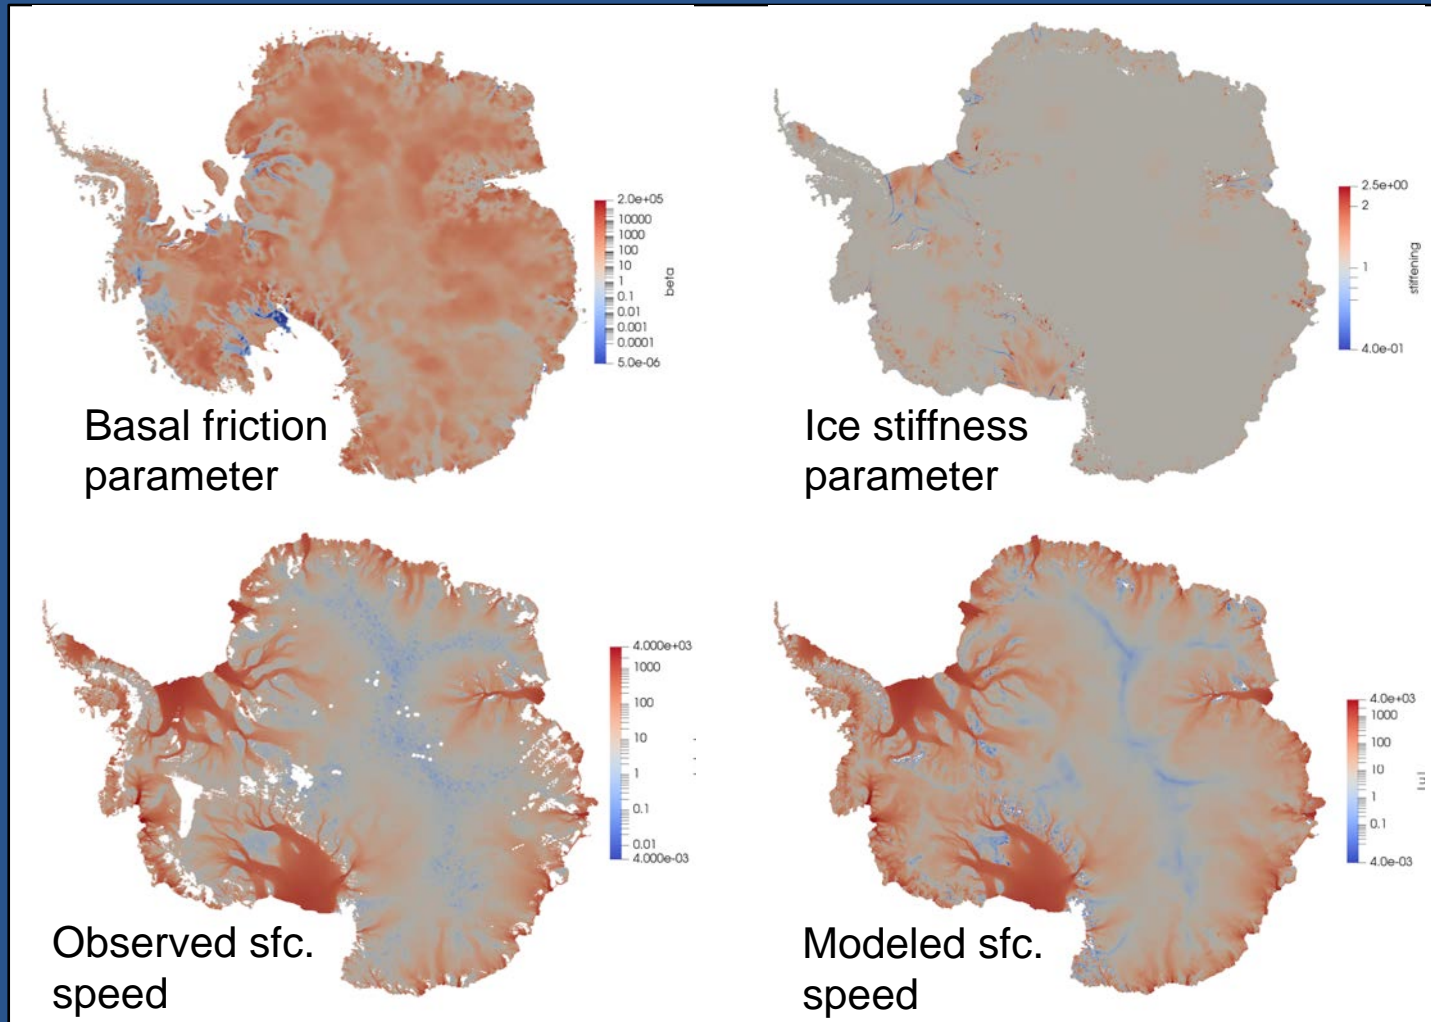 2.0e+05
10000
1000
100
10
1
0.1
0.01
0.001
0.0001
5.0e-06
beta
Basal friction
parameter
2.5e+00
2
1
4.0e-01
stiffening
Ice stiffness
parameter
4.000e+03
1000
100
10
1
0.1
0.01
4.000e-03
Observed sfc.
speed
4.0e+03
1000
100
10
1
0.1
4.0e-03
Modeled sfc.
speed